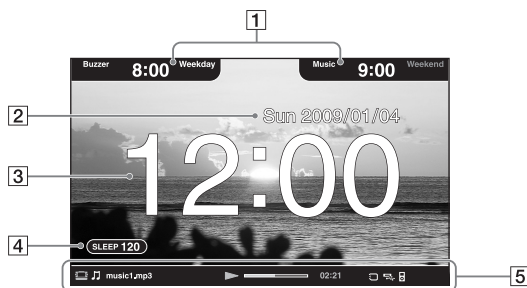 1
Buzzer 8:00 Weekday Music 9:00 Weekend
2 Sun 2009/01/04
3 12:00
4 SLEEP 120
music1.mp3 02:21 5